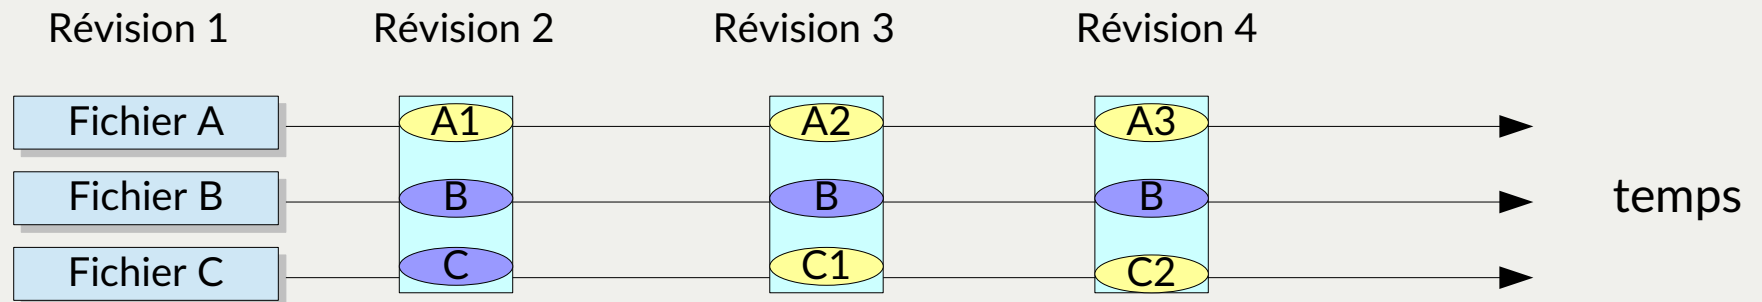 Révision 1 Révision 2 Révision 3 Révision 4
Fichier A A1 A2 A3
Fichier B B B B temps
Fichier C C C1 C2